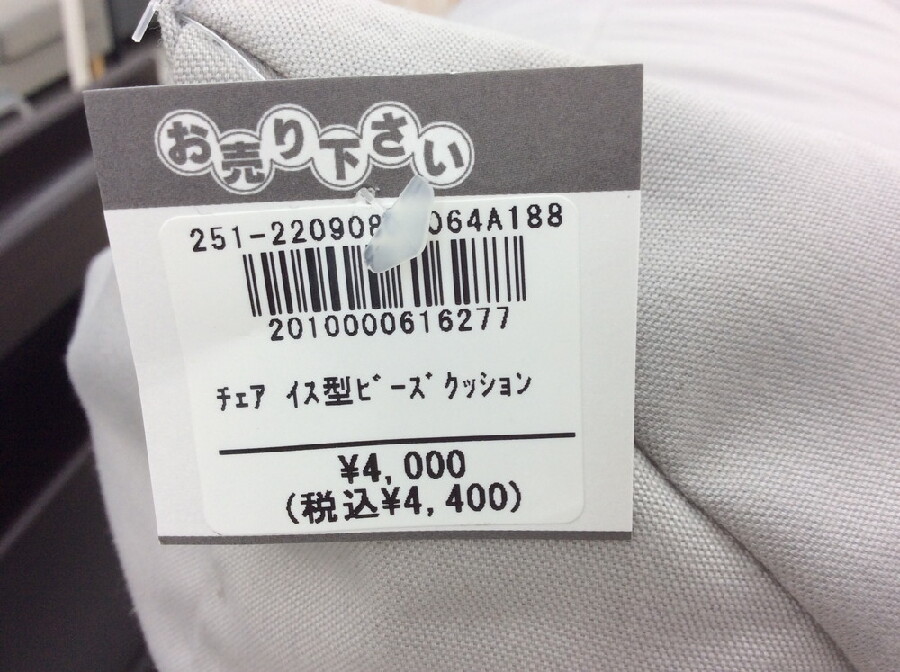 お売り下さい
251-220908 064A188
2010000616277
ﾁｪｱ ｲｽ型ﾋﾞｰｽﾞｸｯｼｮﾝ
¥4,000
(税込¥4,400)